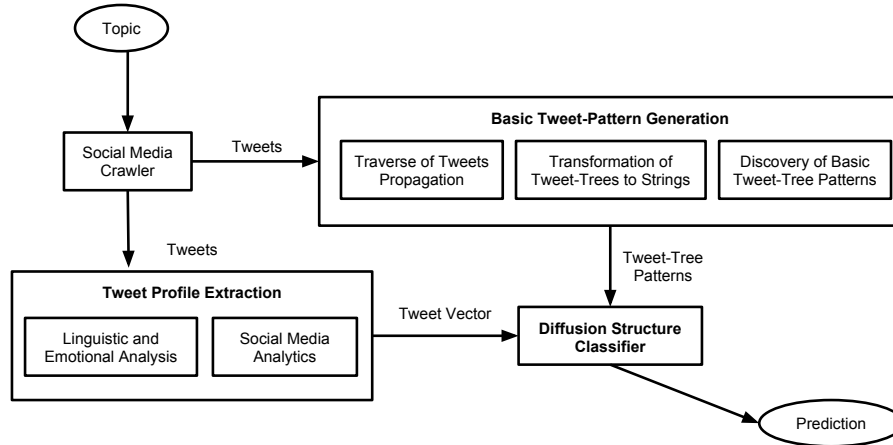 Topic
Social Media
Crawler
Tweets
Basic Tweet-Pattern Generation
Traverse of Tweets
Propagation
Transformation of
Tweet-Trees to Strings
Discovery of Basic
Tweet-Tree Patterns
Tweets
Tweet-Tree
Patterns
Tweet Profile Extraction
Linguistic and
Emotional Analysis
Social Media
Analytics
Tweet Vector
Diffusion Structure
Classifier
Prediction